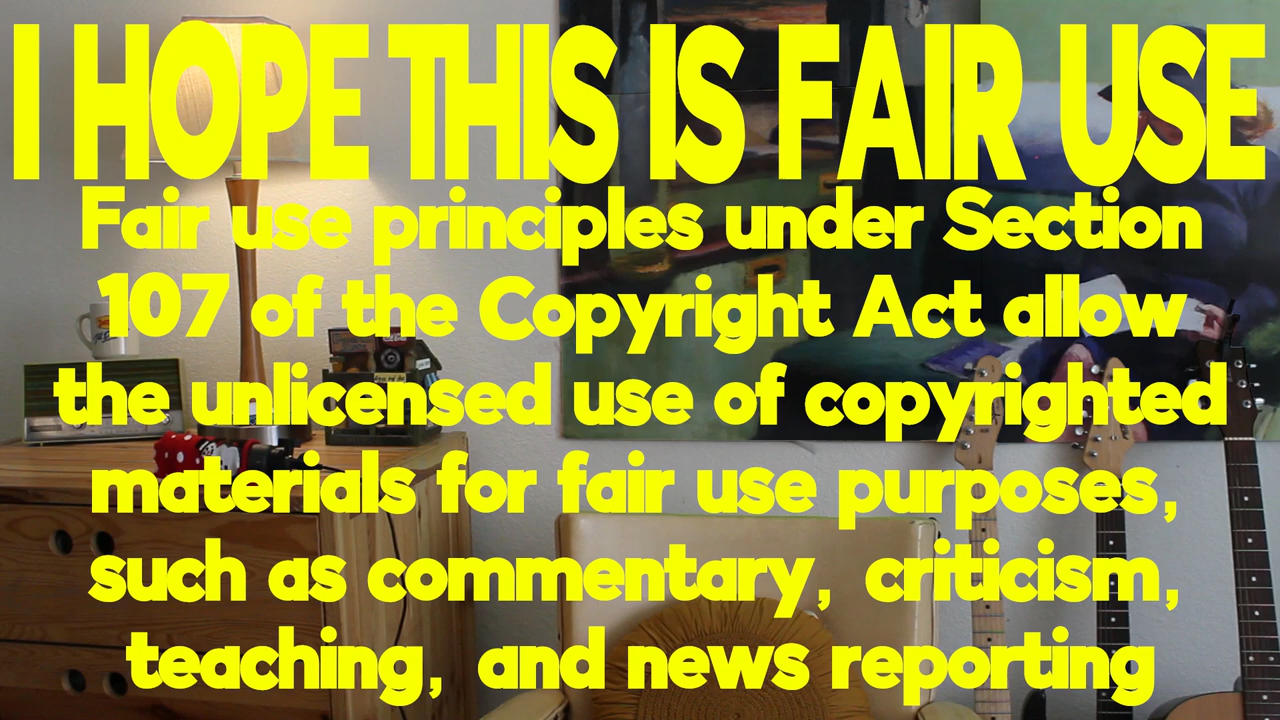 I HOPE THIS IS FAIR USE
Fair use principles under Section
107 of the Copyright Act allow
the unlicensed use of copyrighted
materials for fair use purposes,
such as commentary, criticism,
teaching, and news reporting